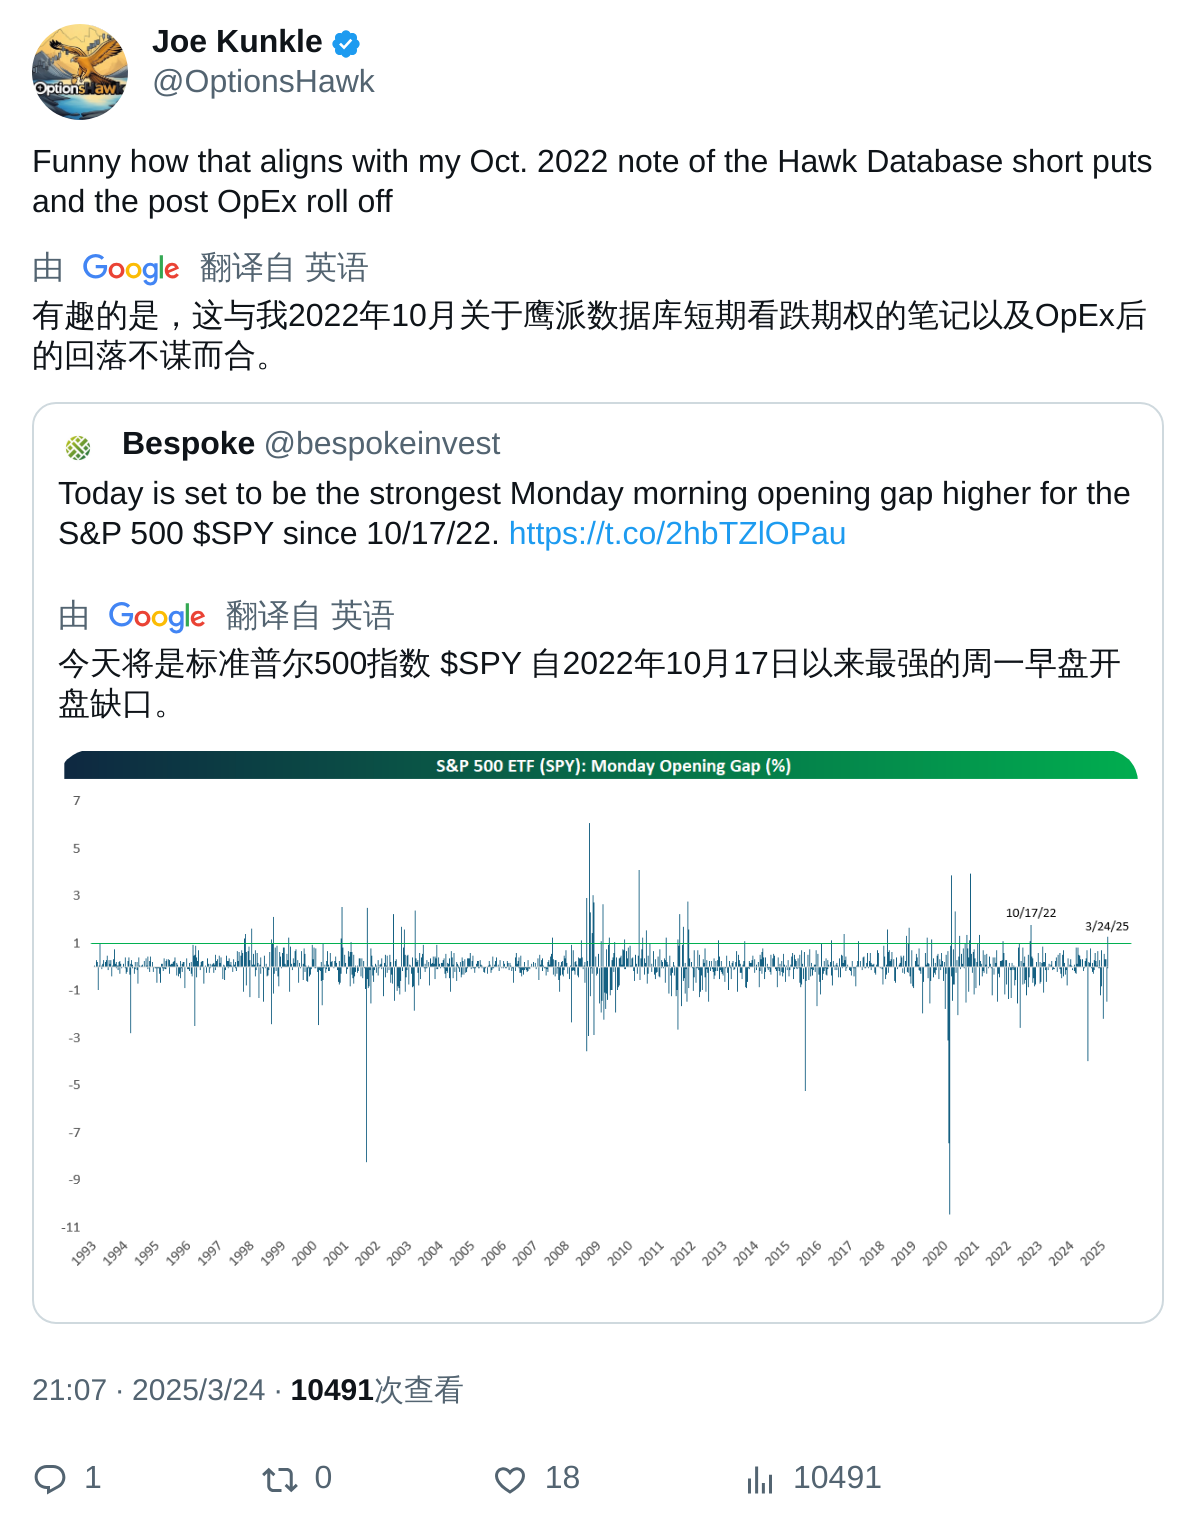 Joe Kunkle
@OptionsHawk
OptionsHawk
Funny how that aligns with my Oct. 2022 note of the Hawk Database short puts
and the post OpEx roll off
由 Google 翻译自 英语
有趣的是，这与我2022年10月关于鹰派数据库短期看跌期权的笔记以及OpEx后
的回落不谋而合。
Bespoke @bespokeinvest
Today is set to be the strongest Monday morning opening gap higher for the
S&P 500 $SPY since 10/17/22. https://t.co/2hbTZlOPau
由 Google 翻译自 英语
今天将是标准普尔500指数 $SPY 自2022年10月17日以来最强的周一早盘开
盘缺口。
S&P 500 ETF (SPY): Monday Opening Gap (%)
7
5
3
1
-1
-3
-5
-7
-9
-11
10/17/22
3/24/25
1993 1994 1995 1996 1997 1998 1999 2000 2001 2002 2003 2004 2005 2006 2007 2008 2009 2010 2011 2012 2013 2014 2015 2016 2017 2018 2019 2020 2021 2022 2023 2024 2025
21:07 · 2025/3/24 · 10491次查看
1 0 18 10491